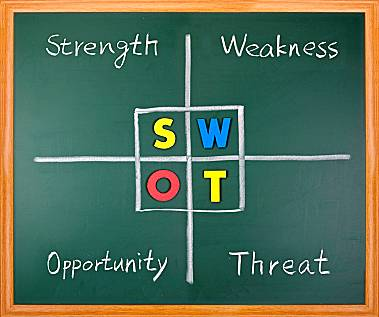 Strength Weakness
S W
O T
Opportunity Threat